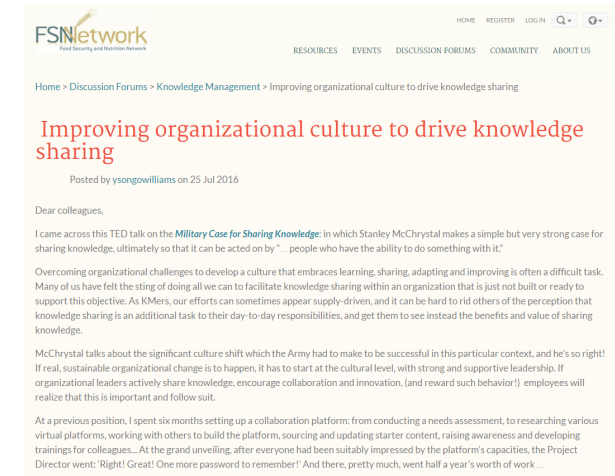 HOME REGISTER LOG IN
FSNNetwork
Food Security and Nutrition Network
RESOURCES EVENTS DISCUSSION FORUMS COMMUNITY ABOUT US
Home > Discussion Forums > Knowledge Management > Improving organizational culture to drive knowledge sharing
Improving organizational culture to drive knowledge
sharing
Posted by ysongowilliams on 25 Jul 2016
Dear colleagues,
I came across this TED talk on the Military Case for Sharing Knowledge: in which Stanley McChrystal makes a simple but very strong case for
sharing knowledge, ultimately so that it can be acted on by "…people who have the ability to do something with it."
Overcoming organizational challenges to develop a culture that embraces learning, sharing, adapting and improving is often a difficult task.
Many of us have felt the sting of doing all we can to facilitate knowledge sharing within an organization that is just not built or ready to
support this objective. As KMers, our efforts can sometimes appear supply-driven, and it can be hard to rid others of the perception that
knowledge sharing is an additional task to their day-to-day responsibilities, and get them to see instead the benefits and value of sharing
knowledge.
McChrystal talks about the significant culture shift which the Army had to make to be successful in this particular context, and he's so right!
If real, sustainable organizational change is to happen, it has to start at the cultural level, with strong and supportive leadership. If
organizational leaders actively share knowledge, encourage collaboration and innovation, (and reward such behavior!) employees will
realize that this is important and follow suit.
At a previous position, I spent six months setting up a collaboration platform: from conducting a needs assessment, to researching various
virtual platforms, working with others to build the platform, sourcing and updating starter content, raising awareness and developing
trainings for colleagues... At the grand unveiling, after everyone had been suitably impressed by the platform's capacities, the Project
Director went: 'Right! Great! One more password to remember!' And there, pretty much, went half a year's worth of work…